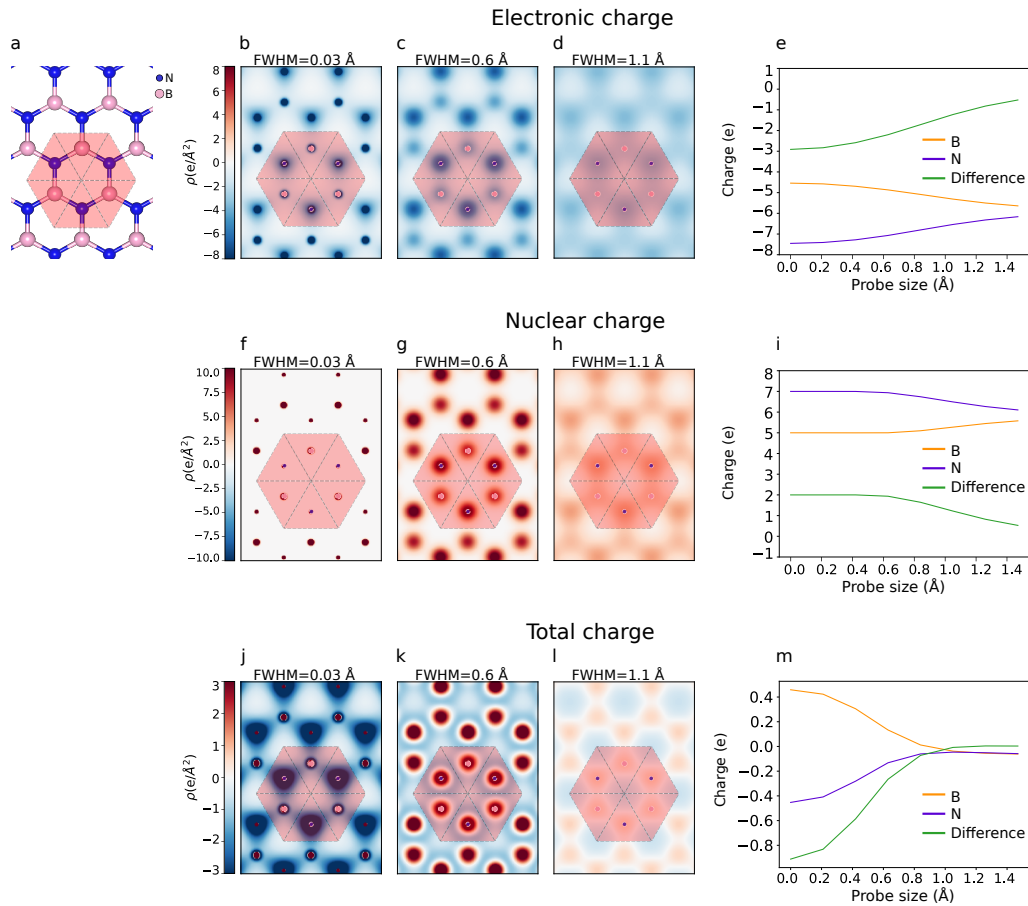 Electronic charge
a
N
B
b
FWHM=0.03 Å
c
FWHM=0.6 Å
d
FWHM=1.1 Å
e
8
6
4
2
0
−2
−4
−6
−8
ρ(e/Å²)
1
0
−1
−2
−3
−4
−5
−6
−7
−8
Charge (e)
B
N
Difference
0.0 0.2 0.4 0.6 0.8 1.0 1.2 1.4
Probe size (Å)
Nuclear charge
f
FWHM=0.03 Å
g
FWHM=0.6 Å
h
FWHM=1.1 Å
i
10.0
7.5
5.0
2.5
0.0
−2.5
−5.0
−7.5
−10.0
ρ(e/Å²)
8
7
6
5
4
3
2
1
0
−1
Charge (e)
B
N
Difference
0.0 0.2 0.4 0.6 0.8 1.0 1.2 1.4
Probe size (Å)
Total charge
j
FWHM=0.03 Å
k
FWHM=0.6 Å
l
FWHM=1.1 Å
m
3
2
1
0
−1
−2
−3
ρ(e/Å²)
0.4
0.2
0.0
−0.2
−0.4
−0.6
−0.8
Charge (e)
B
N
Difference
0.0 0.2 0.4 0.6 0.8 1.0 1.2 1.4
Probe size (Å)